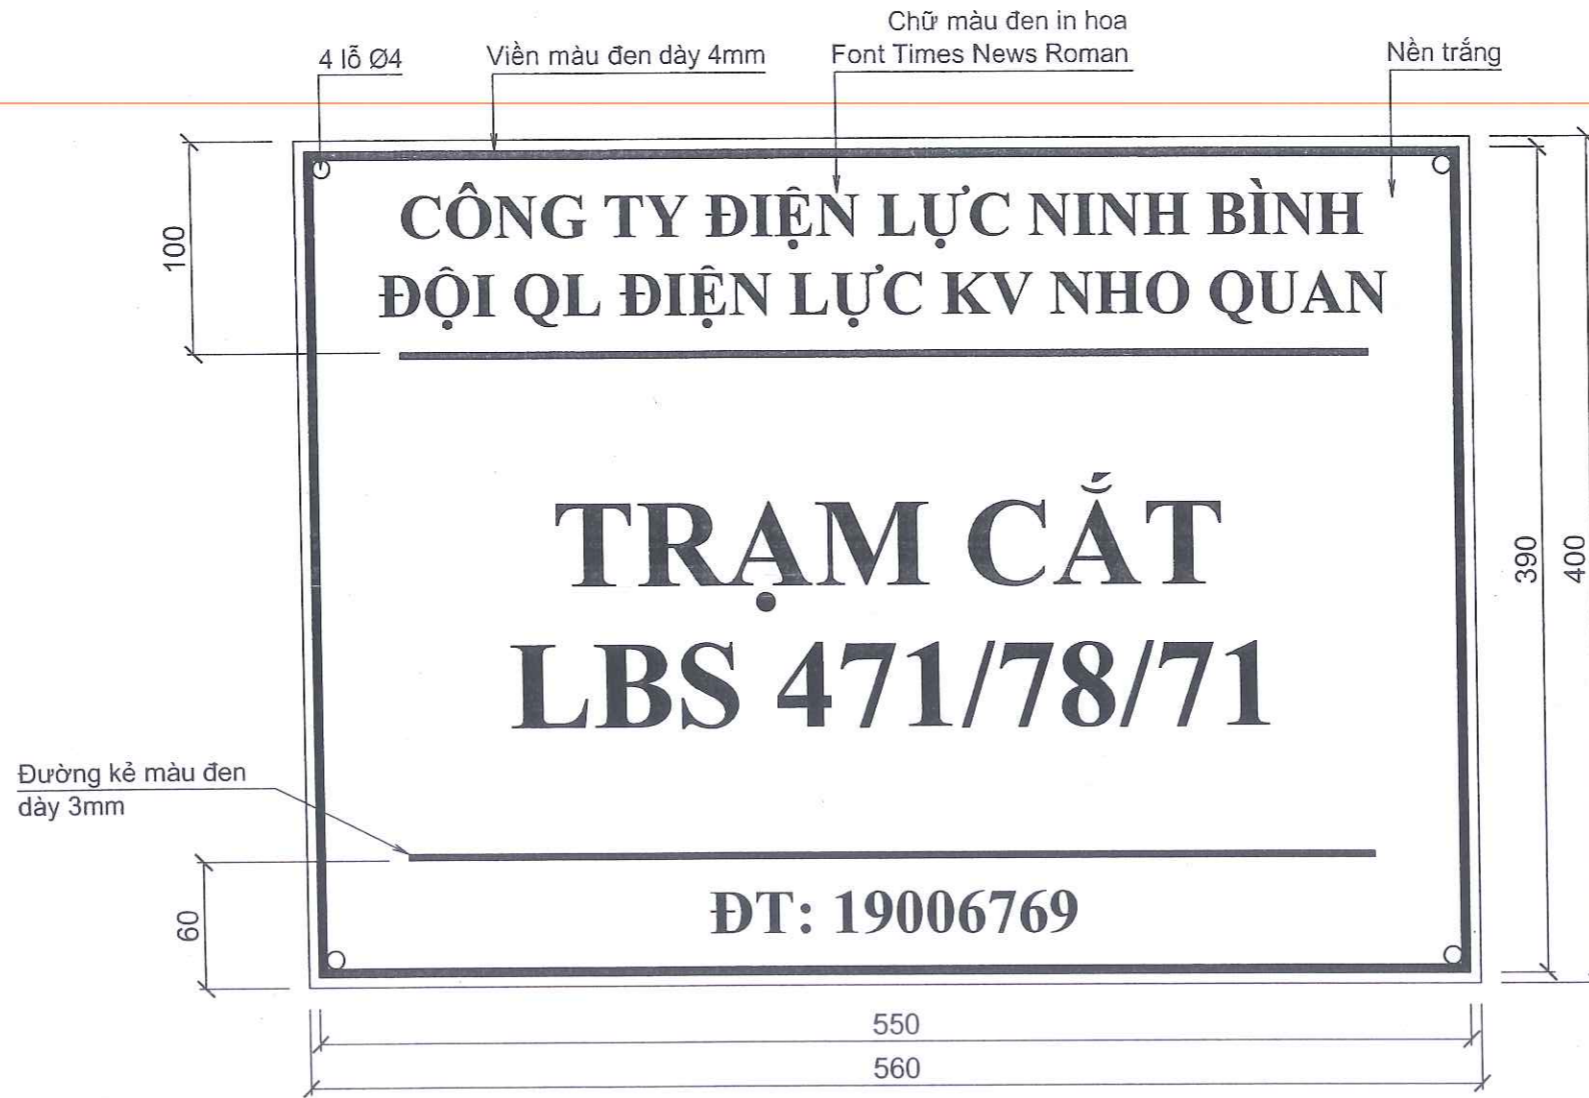 Chữ màu đen in hoa
4 lỗ Ø4
Viền màu đen dày 4mm
Font Times News Roman
Nền trắng
100
CÔNG TY ĐIỆN LỰC NINH BÌNH
ĐỘI QL ĐIỆN LỰC KV NHO QUAN
TRẠM CẮT
LBS 471/78/71
390
400
Đường kẻ màu đen
dày 3mm
60
ĐT: 19006769
550
560